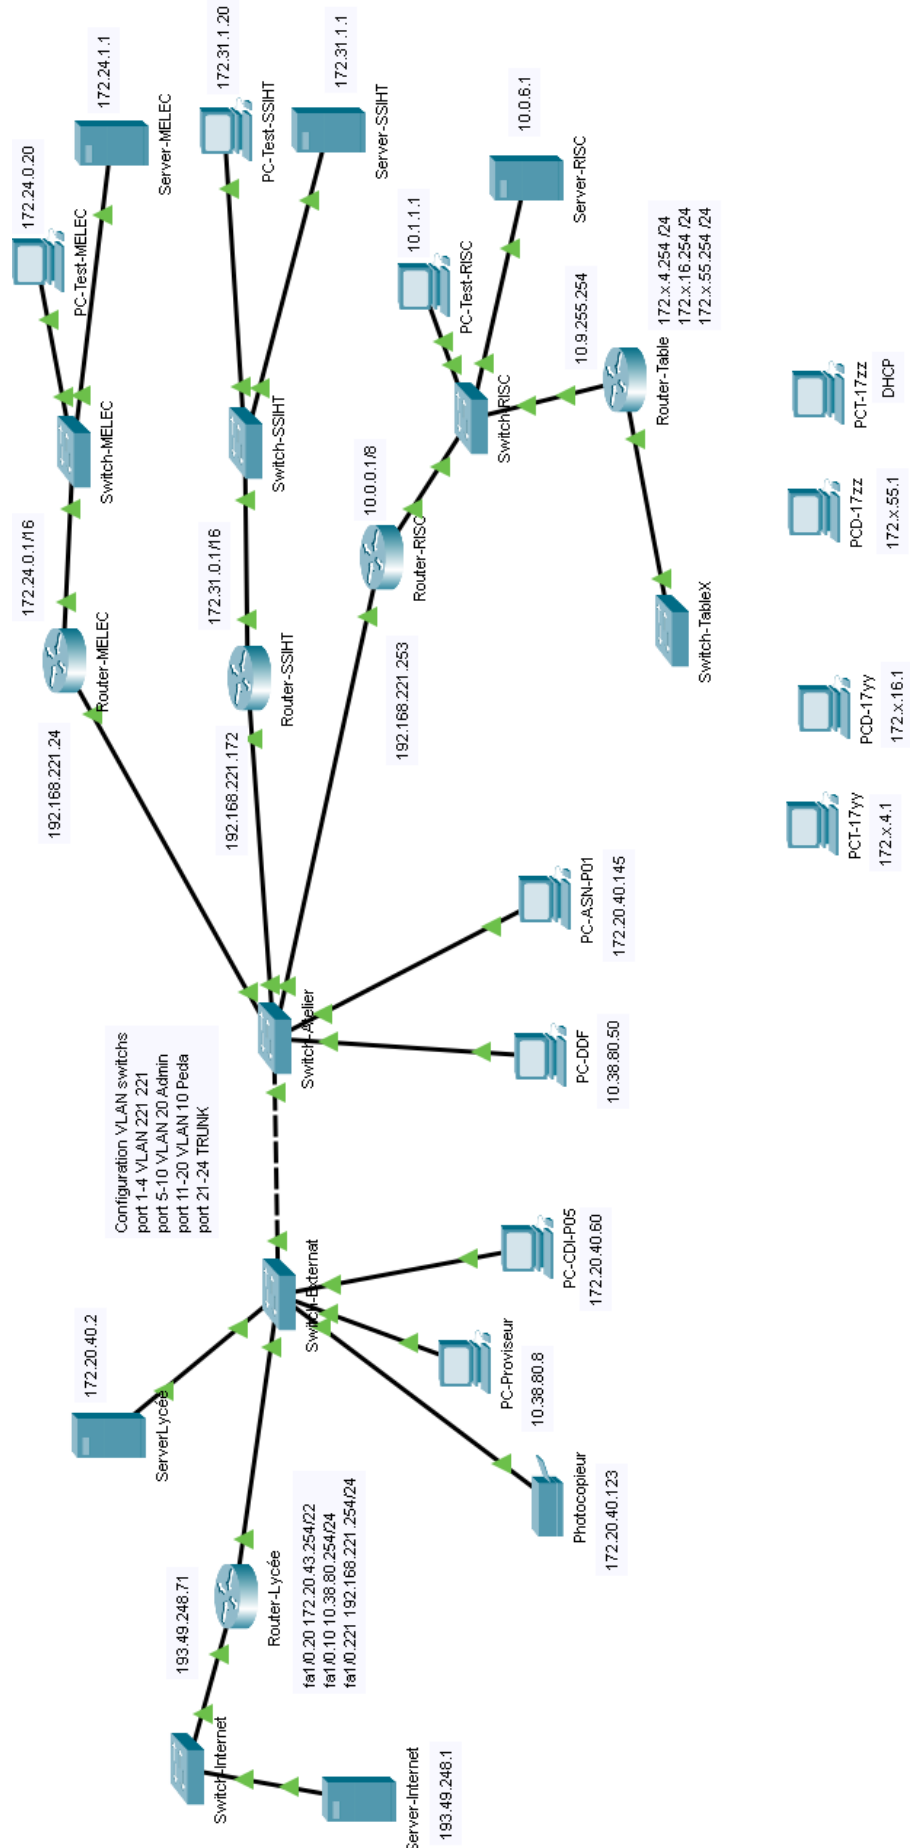 193.49.248.1
Server-Internet
Switch-Internet
193.49.248.71
Router-Lycée
fa1/0.20 172.20.43.254/22
fa1/0.10 10.38.80.254/24
fa1/0.221 192.168.221.254/24
172.20.40.2
ServerLycée
Switch-Externat
Photocopieur
172.20.40.123
PC-Proviseur
10.38.80.8
PC-CDI-P05
172.20.40.60
Configuration VLAN switchs
port 1-4 VLAN 221 221
port 5-10 VLAN 20 Admin
port 11-20 VLAN 10 Peda
port 21-24 TRUNK
Switch-Atelier
PC-DDF
10.38.80.50
PC-ASN-P01
172.20.40.145
192.168.221.24
Router-MELEC
172.24.0.1/16
Switch-MELEC
172.24.0.20
PC-Test-MELEC
172.24.1.1
Server-MELEC
192.168.221.172
Router-SSIHT
172.31.0.1/16
Switch-SSIHT
172.31.1.20
PC-Test-SSIHT
172.31.1.1
Server-SSIHT
192.168.221.253
Router-RISC
10.0.0.1/8
Switch-RISC
10.1.1.1
PC-Test-RISC
10.0.6.1
Server-RISC
10.9.255.254
Router-Table
172.x.4.254 /24
172.x.16.254 /24
172.x.55.254 /24
Switch-TableX
PCT-17yy
172.x.4.1
PCD-17yy
172.x.16.1
PCD-17zz
172.x.55.1
PCT-17zz
DHCP